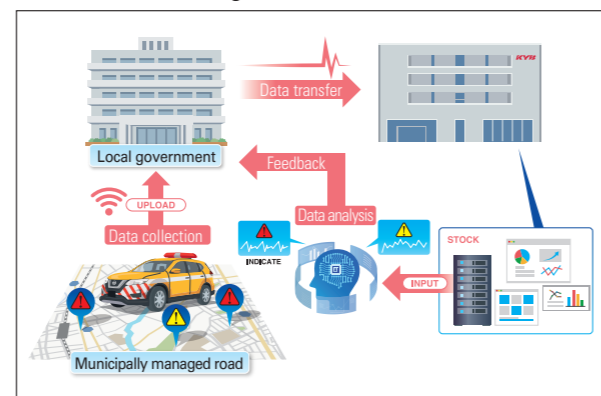 KYB
Data transfer
Local government
Feedback
UPLOAD
Data collection
Data analysis
INDICATE
STOCK
INPUT
Municipally managed road